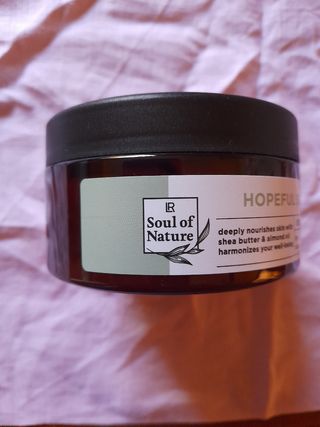 LR
Soul of
Nature
HOPEFUL
deeply nourishes skin with
shea butter & almond oil
harmonizes your well-being